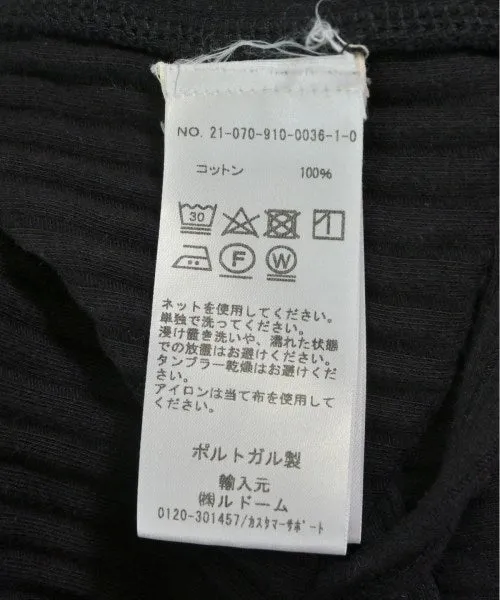 NO. 21-070-910-0036-1-0
コットン 100%
30
F W
ネットを使用してください。
単独で洗ってください。
浸け置き洗いや、濡れた状態
での放置はお避けください。
タンブラー乾燥はお避けくだ
さい。
アイロンは当て布を使用して
ください。
ポルトガル製
輸入元
㈱ルドーム
0120-301457/カスタマーサポート